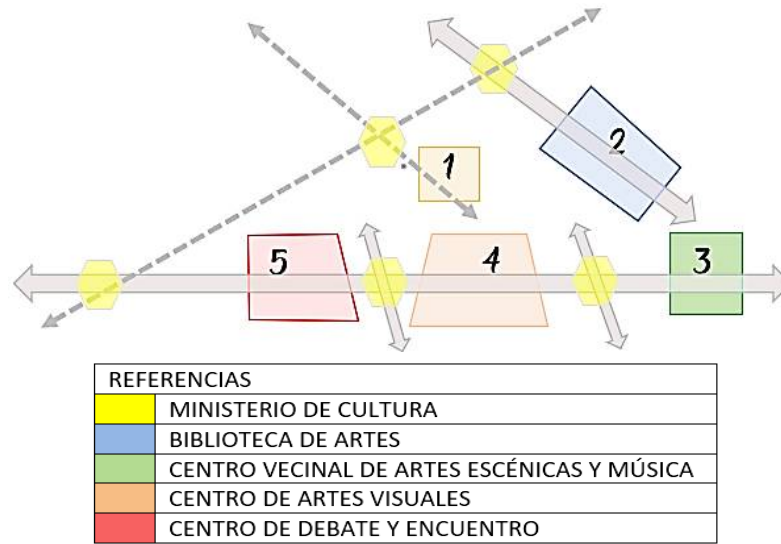 1
2
5
4
3
REFERENCIAS
MINISTERIO DE CULTURA
BIBLIOTECA DE ARTES
CENTRO VECINAL DE ARTES ESCÉNICAS Y MÚSICA
CENTRO DE ARTES VISUALES
CENTRO DE DEBATE Y ENCUENTRO